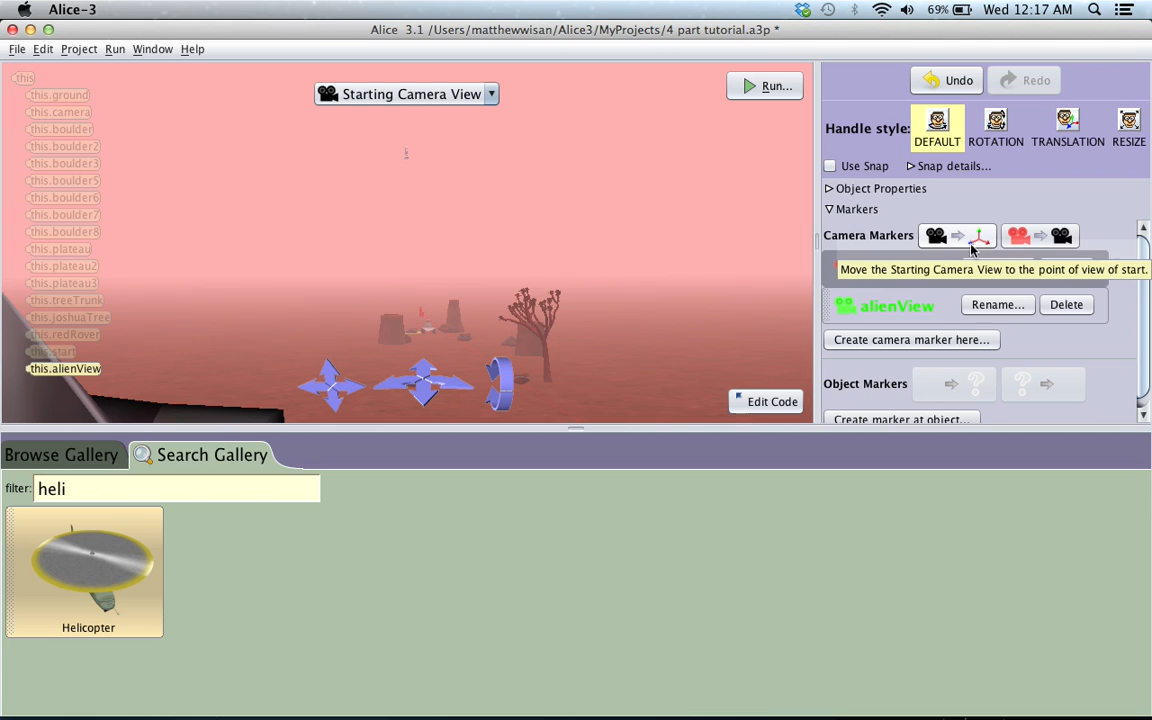 Alice-3 69% Wed 12:17 AM
Alice 3.1 /Users/matthewwisan/Alice3/MyProjects/4 part tutorial.a3p *
File Edit Project Run Window Help
this
this.ground
this.camera
this.boulder
this.boulder2
this.boulder3
this.boulder5
this.boulder6
this.boulder7
this.boulder8
this.plateau
this.plateau2
this.plateau3
this.treeTrunk
this.joshuaTree
this.redRover
this.start
this.alienView
Starting Camera View
Run...
Edit Code
Undo Redo
Handle style: DEFAULT ROTATION TRANSLATION RESIZE
Use Snap Snap details...
Object Properties
Markers
Camera Markers
Move the Starting Camera View to the point of view of start.
alienView Rename... Delete
Create camera marker here...
Object Markers
Create marker at object...
Browse Gallery Search Gallery
filter: heli
Helicopter